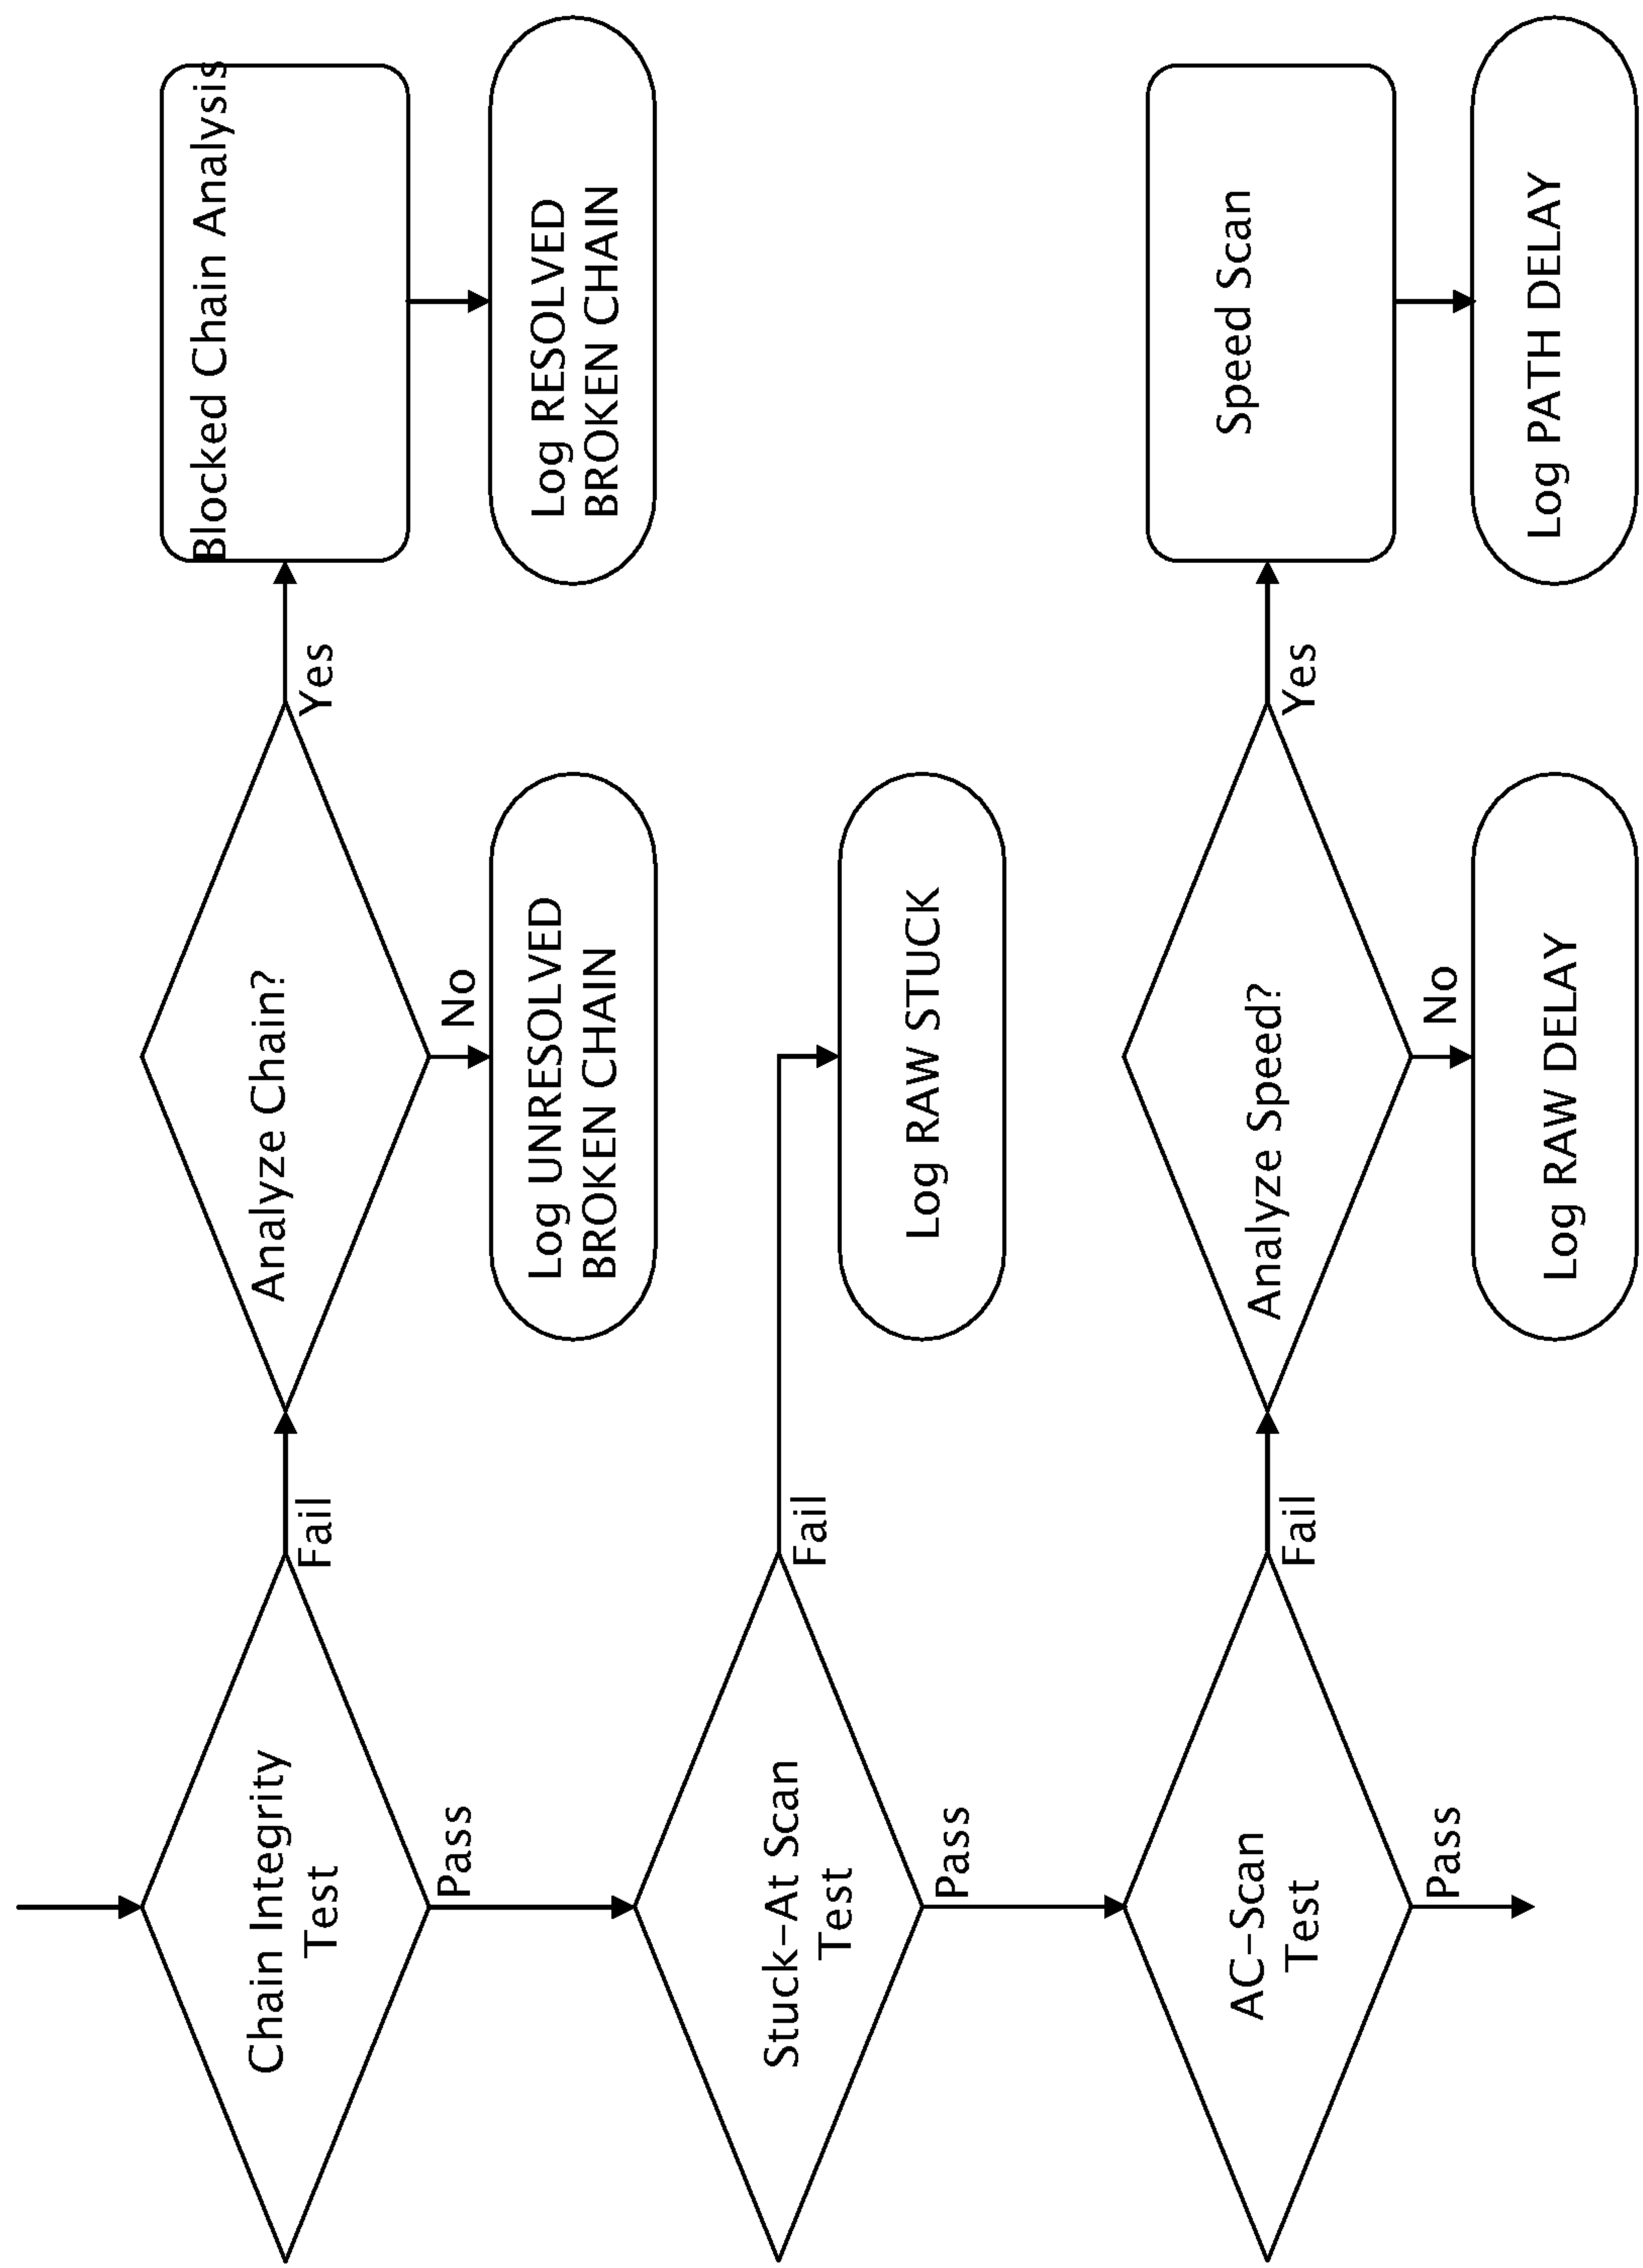 Chain Integrity
Test
Fail
Pass
Analyze Chain?
Yes
No
Blocked Chain Analysis
Log UNRESOLVED
BROKEN CHAIN
Log RESOLVED
BROKEN CHAIN
Stuck-At Scan
Test
Fail
Pass
Log RAW STUCK
AC-Scan
Test
Fail
Pass
Analyze Speed?
Yes
No
Speed Scan
Log RAW DELAY
Log PATH DELAY